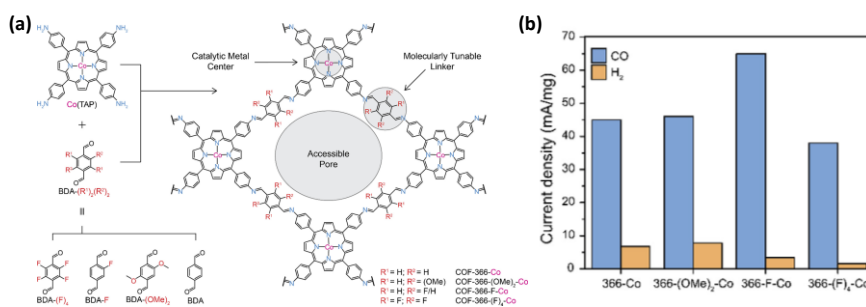 (a)
NH₂
H₂N
Co(TAP)
+
BDA-(R¹)₂(R²)₂
BDA-(F)₄
BDA-F
BDA-(OMe)₂
BDA
Catalytic Metal
Center
Molecularly Tunable
Linker
Accessible
Pore
R¹ = H; R² = H COF-366-Co
R¹ = H; R² = (OMe) COF-366-(OMe)₂-Co
R¹ = H; R² = F/H COF-366-F-Co
R¹ = F; R² = F COF-366-(F)₄-Co
(b)
Current density (mA/mg)
70
60
50
40
30
20
10
0
CO
H₂
366-Co
366-(OMe)₂-Co
366-F-Co
366-(F)₄-Co